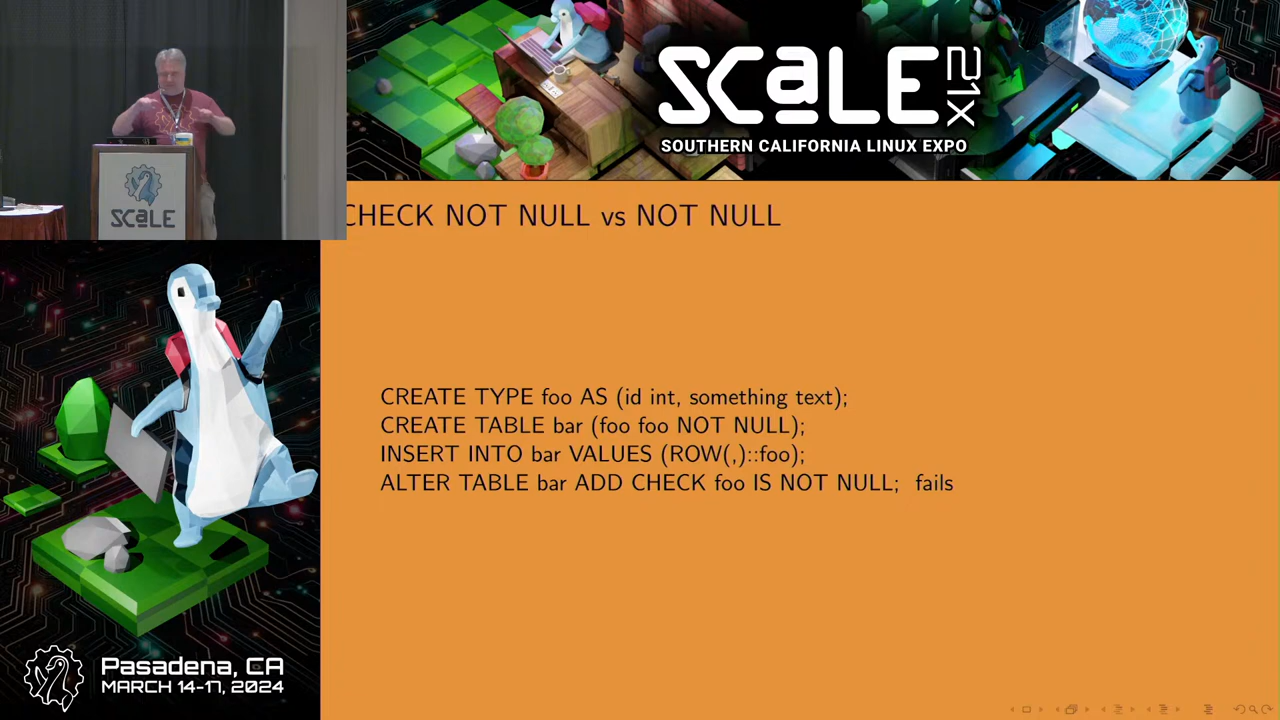 SCALE 21X
SOUTHERN CALIFORNIA LINUX EXPO
SCALE
CHECK NOT NULL vs NOT NULL
CREATE TYPE foo AS (id int, something text);
CREATE TABLE bar (foo foo NOT NULL);
INSERT INTO bar VALUES (ROW(,)::foo);
ALTER TABLE bar ADD CHECK foo IS NOT NULL; fails
Pasadena, CA
MARCH 14-17, 2024